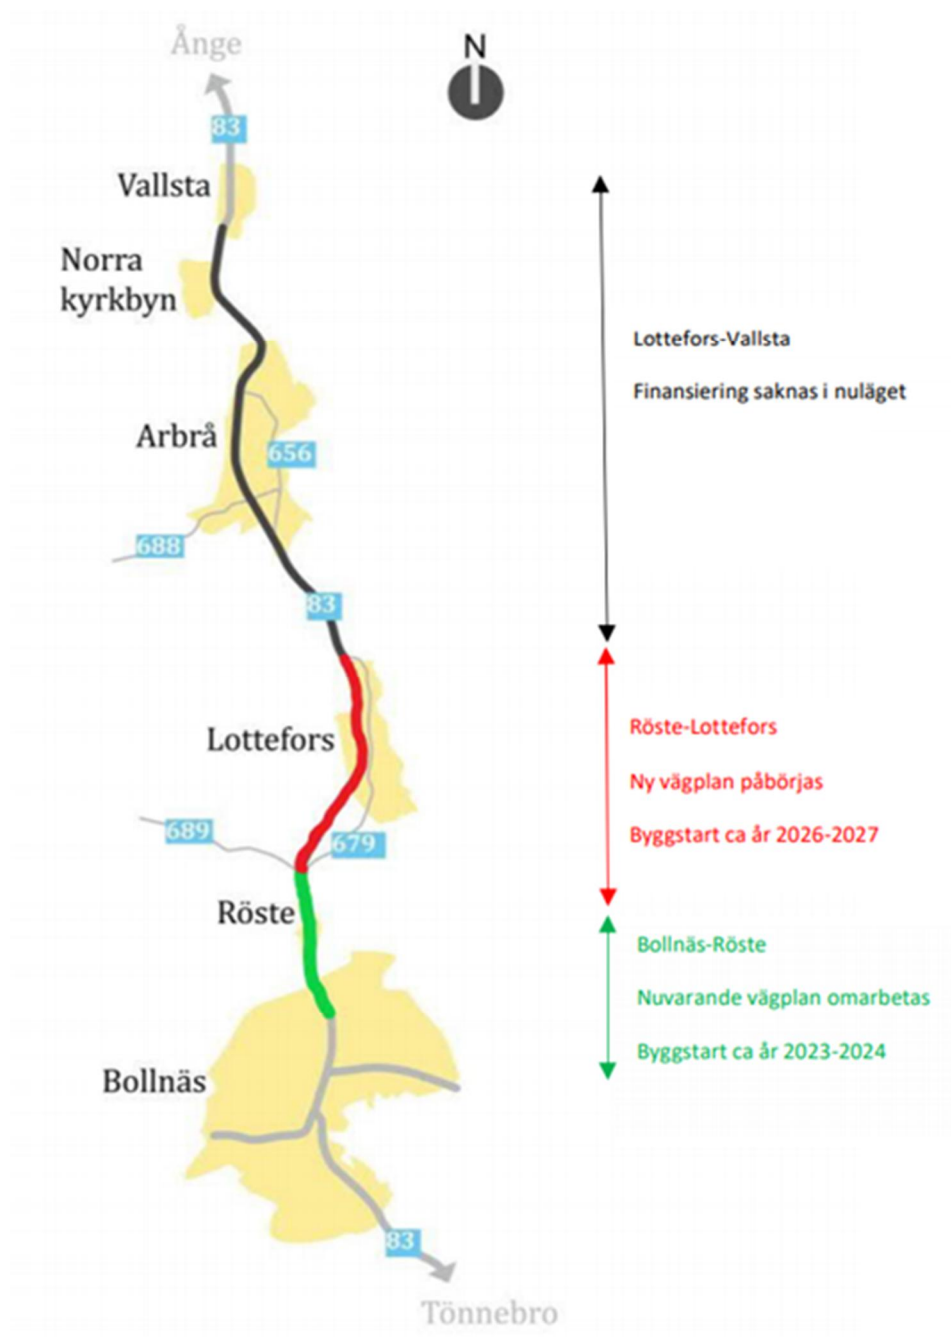 Ånge
N
83
Vallsta
Norra
kyrkbyn
Lottefors-Vallsta
Finansiering saknas i nuläget
Arbrå
656
688
83
Lottefors
Röste-Lottefors
Ny vägplan påbörjas
Byggstart ca år 2026-2027
689
679
Röste
Bollnäs-Röste
Nuvarande vägplan omarbetas
Byggstart ca år 2023-2024
Bollnäs
83
Tönnebro